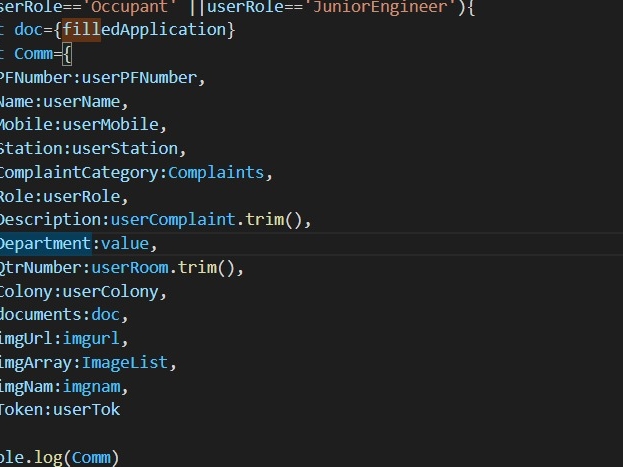 serRole=='Occupant' ||userRole=='JuniorEngineer'){
t doc={filledApplication}
t Comm={
PFNumber:userPFNumber,
Name:userName,
Mobile:userMobile,
Station:userStation,
ComplaintCategory:Complaints,
Role:userRole,
Description:userComplaint.trim(),
Department:value,
QtrNumber:userRoom.trim(),
Colony:userColony,
documents:doc,
imgUrl:imgurl,
imgArray:ImageList,
imgNam:imgnam,
Token:userTok
ole.log(Comm)